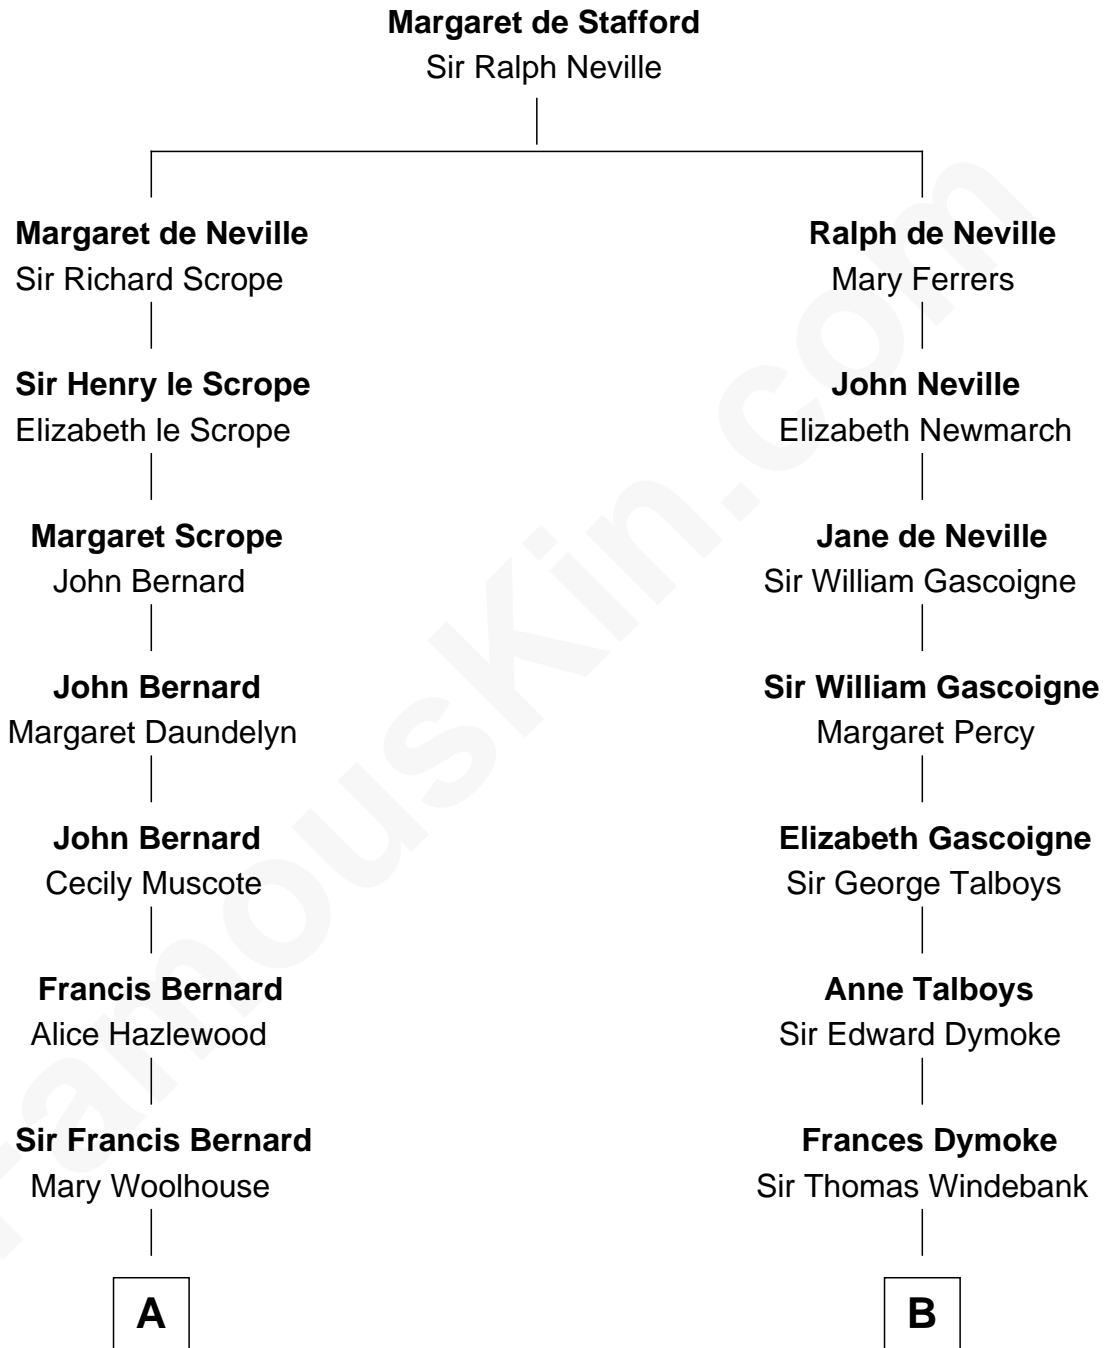 Margaret de Stafford
Sir Ralph Neville
Margaret de Neville
Sir Richard Scrope
Sir Henry le Scrope
Elizabeth le Scrope
Margaret Scrope
John Bernard
John Bernard
Margaret Daundelyn
John Bernard
Cecily Muscote
Francis Bernard
Alice Hazlewood
Sir Francis Bernard
Mary Woolhouse
A
Ralph de Neville
Mary Ferrers
John Neville
Elizabeth Newmarch
Jane de Neville
Sir William Gascoigne
Sir William Gascoigne
Margaret Percy
Elizabeth Gascoigne
Sir George Talboys
Anne Talboys
Sir Edward Dymoke
Frances Dymoke
Sir Thomas Windebank
B
FamousKin.com